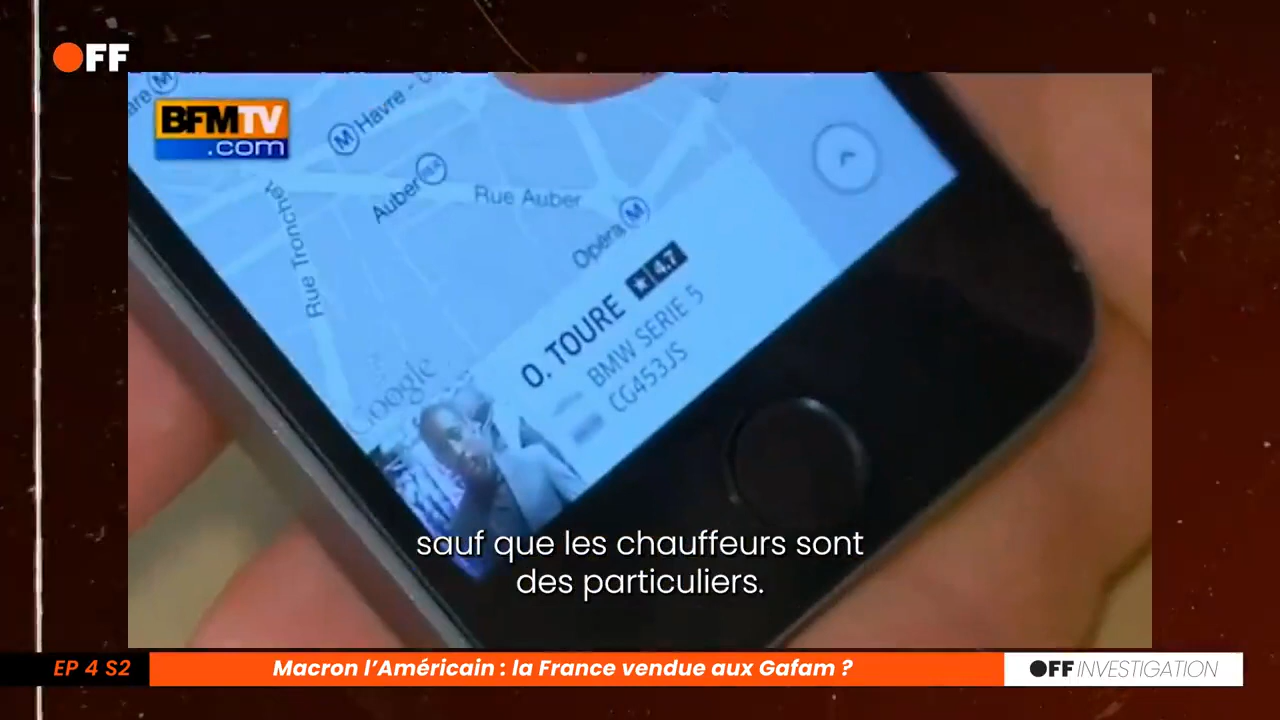 OFF
BFMTV
.com
Havre -
Auber
Rue Auber
Opéra
Rue Tronchet
O. TOURE ★ 4.7
BMW SERIE 5
CG453JS
Google
sauf que les chauffeurs sont
des particuliers.
EP 4 S2
Macron l’Américain : la France vendue aux Gafam ?
OFF INVESTIGATION